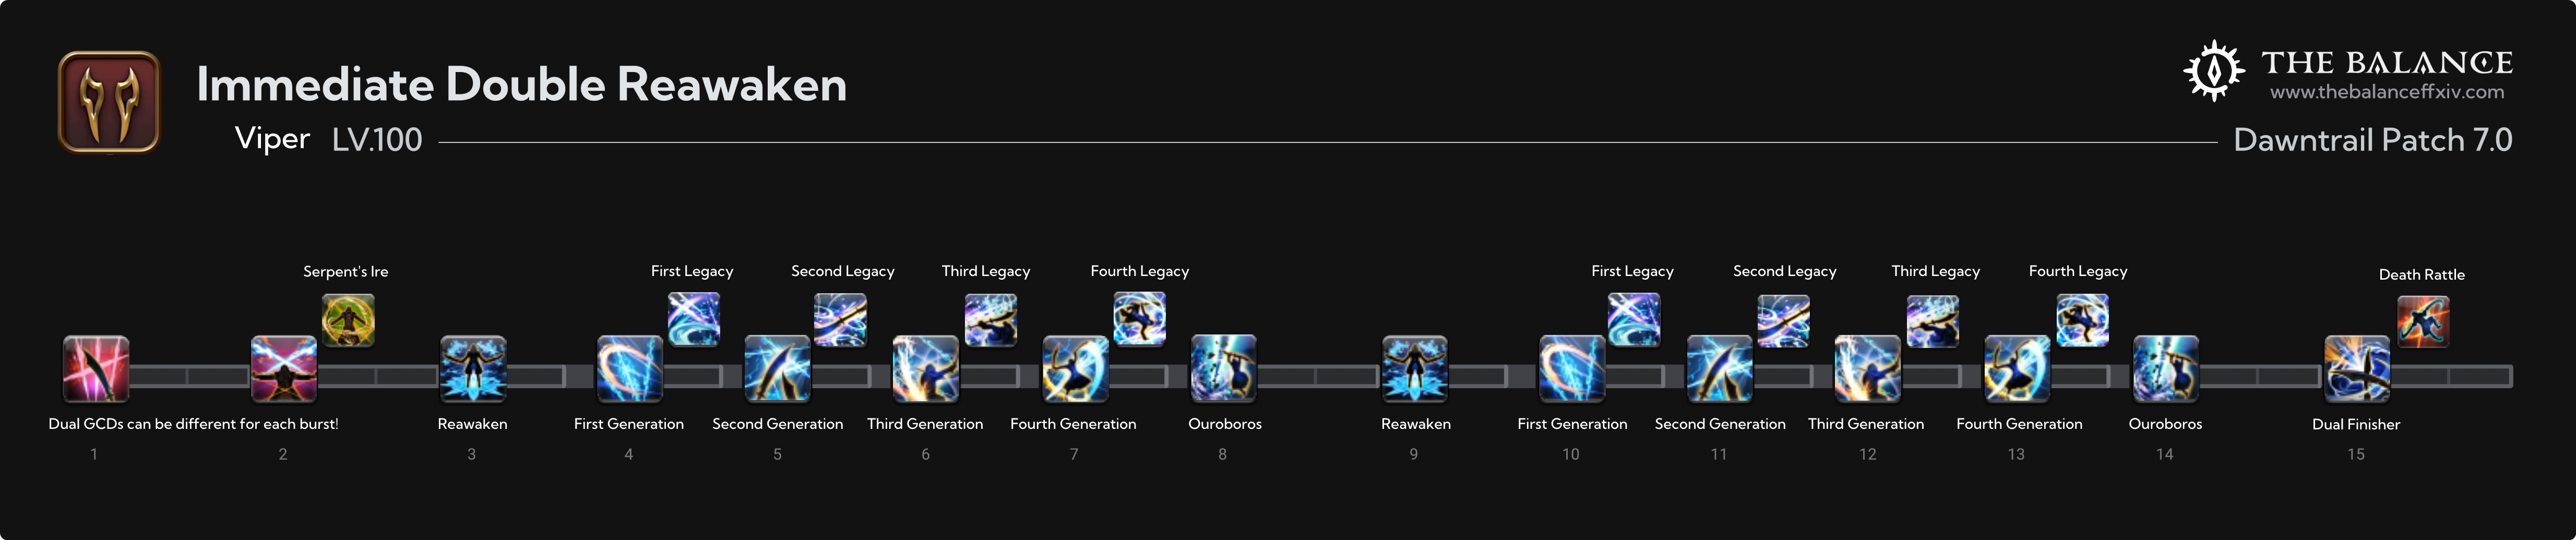 Immediate Double Reawaken
THE BALANCE
www.thebalanceffxiv.com
Viper LV.100
Dawntrail Patch 7.0
Serpent's Ire
First Legacy
Second Legacy
Third Legacy
Fourth Legacy
First Legacy
Second Legacy
Third Legacy
Fourth Legacy
Death Rattle
Dual GCDs can be different for each burst!
Reawaken
First Generation
Second Generation
Third Generation
Fourth Generation
Ouroboros
Reawaken
First Generation
Second Generation
Third Generation
Fourth Generation
Ouroboros
Dual Finisher
1
2
3
4
5
6
7
8
9
10
11
12
13
14
15